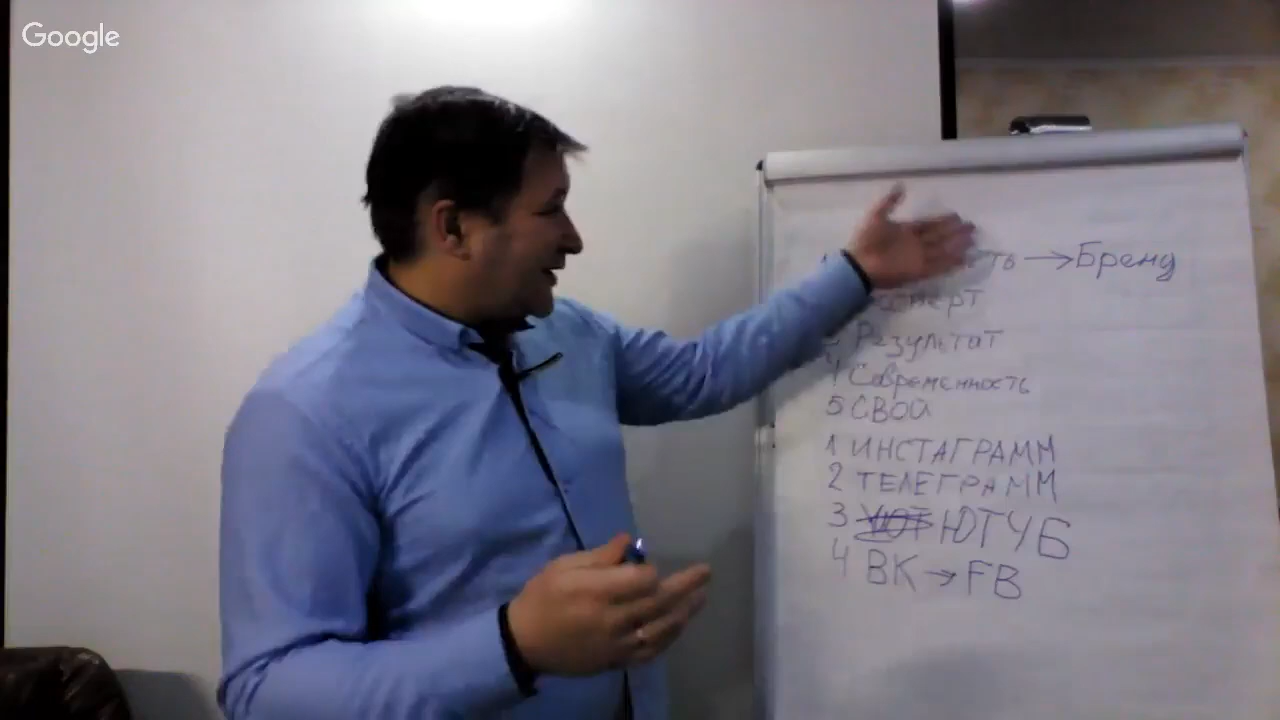 Google
→ Бренд
Результат
4 Современность
5 СВОЙ
1 ИНСТАГРАММ
2 ТЕЛЕГРАММ
3 ЮТУБ
4 ВК → FB